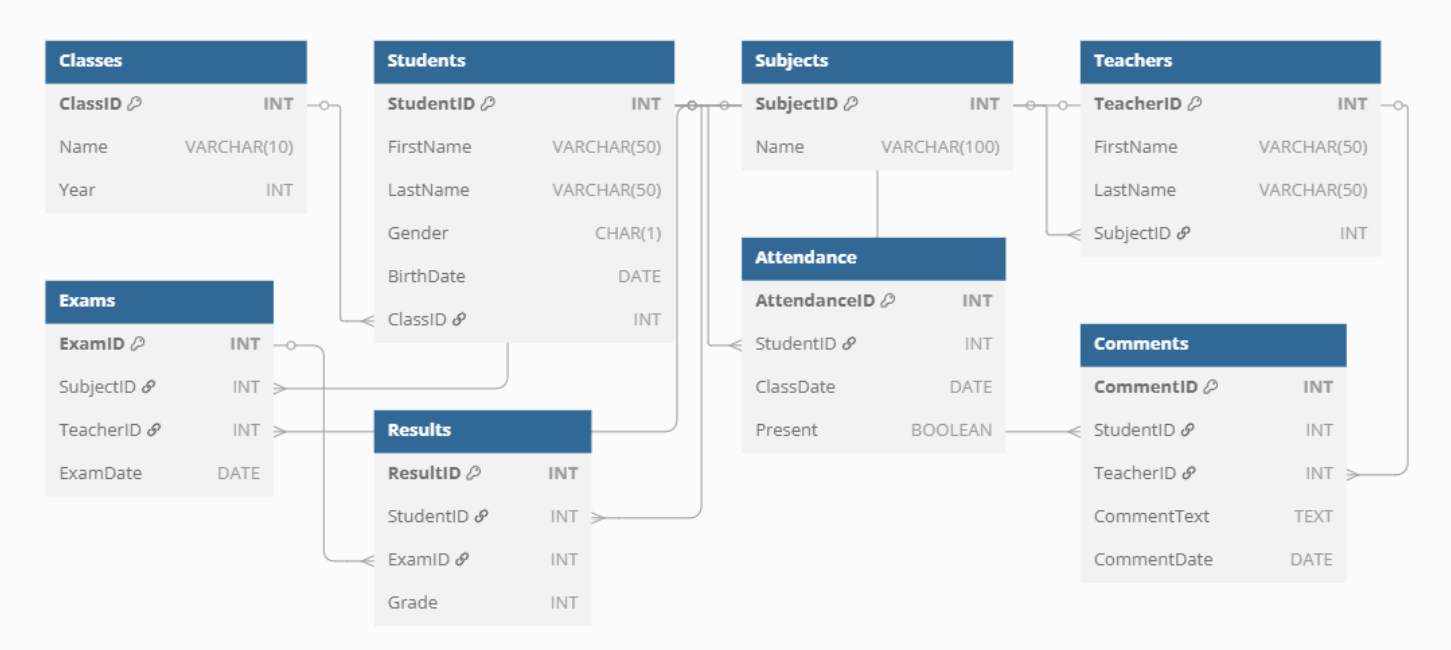 Classes
ClassID INT
Name VARCHAR(10)
Year INT
Students
StudentID INT
FirstName VARCHAR(50)
LastName VARCHAR(50)
Gender CHAR(1)
BirthDate DATE
ClassID INT
Subjects
SubjectID INT
Name VARCHAR(100)
Teachers
TeacherID INT
FirstName VARCHAR(50)
LastName VARCHAR(50)
SubjectID INT
Exams
ExamID INT
SubjectID INT
TeacherID INT
ExamDate DATE
Results
ResultID INT
StudentID INT
ExamID INT
Grade INT
Attendance
AttendanceID INT
StudentID INT
ClassDate DATE
Present BOOLEAN
Comments
CommentID INT
StudentID INT
TeacherID INT
CommentText TEXT
CommentDate DATE